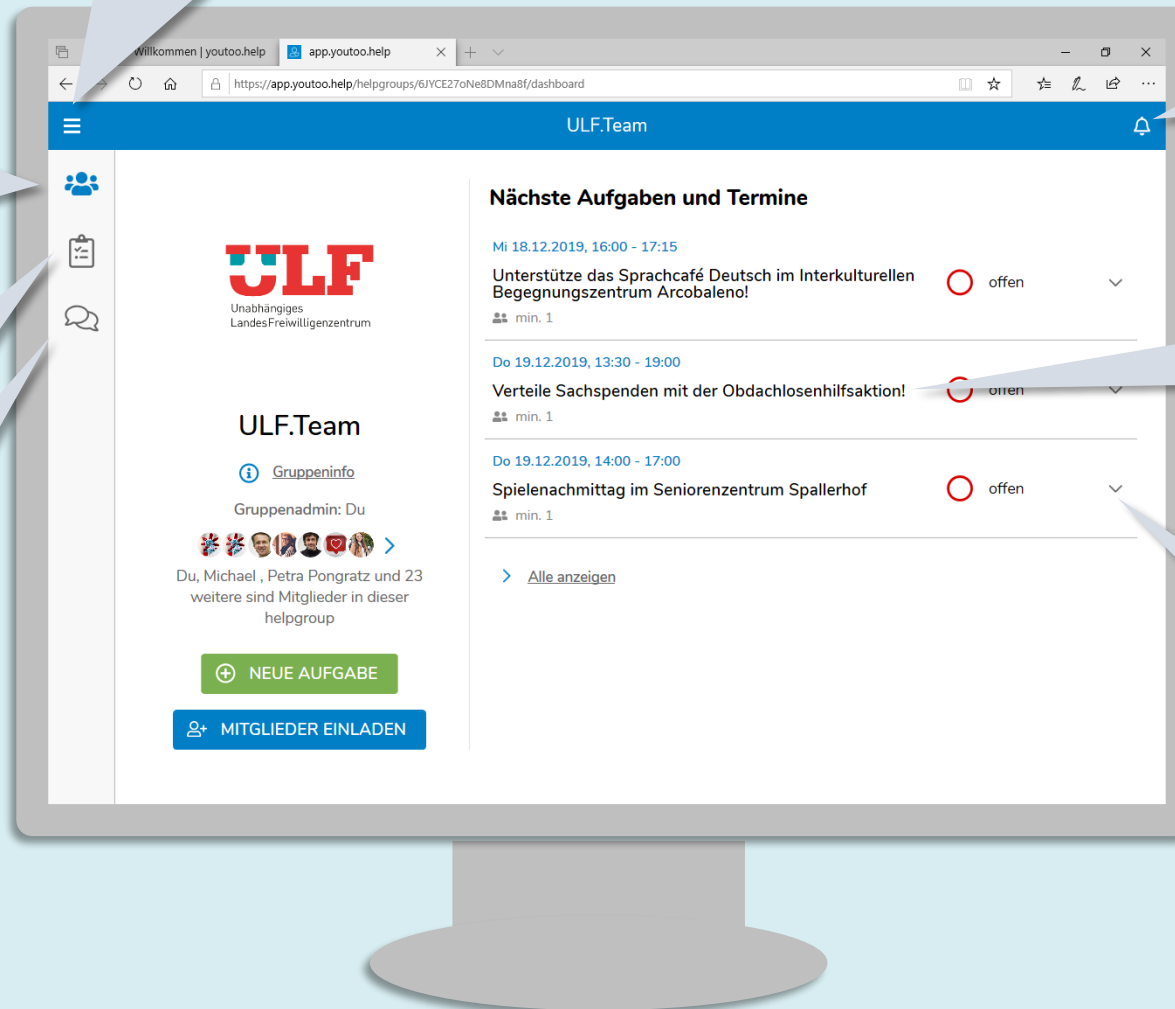 Willkommen | youtoo.help
app.youtoo.help
https://app.youtoo.help/helpgroups/6JYCE27oNe8DMna8f/dashboard
ULF.Team
ULF
Unabhängiges
LandesFreiwilligenzentrum
ULF.Team
Gruppeninfo
Gruppenadmin: Du
Du, Michael , Petra Pongratz und 23
weitere sind Mitglieder in dieser
helpgroup
NEUE AUFGABE
MITGLIEDER EINLADEN
Nächste Aufgaben und Termine
Mi 18.12.2019, 16:00 - 17:15
Unterstütze das Sprachcafé Deutsch im Interkulturellen
Begegnungszentrum Arcobaleno!
offen
min. 1
Do 19.12.2019, 13:30 - 19:00
Verteile Sachspenden mit der Obdachlosenhilfsaktion!
offen
min. 1
Do 19.12.2019, 14:00 - 17:00
Spielenachmittag im Seniorenzentrum Spallerhof
offen
min. 1
Alle anzeigen